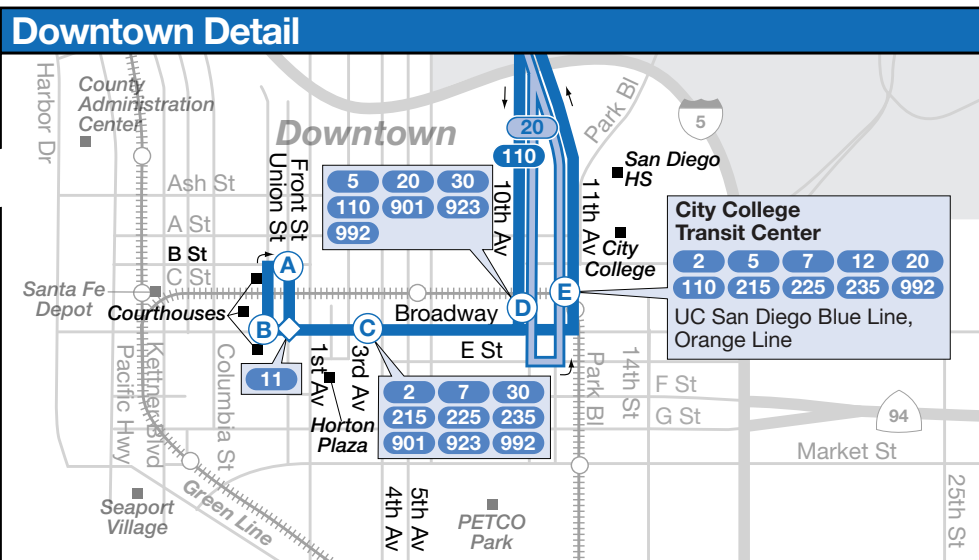 Downtown Detail
Harbor Dr
County
Administration
Center
Downtown
20
110
Park Bl
5
San Diego
HS
Ash St
Union St
Front St
5 20 30
110 901 923
992
10th Av
11th Av
City College
Transit Center
2 5 7 12 20
110 215 225 235 992
UC San Diego Blue Line,
Orange Line
A St
B St
C St
City
College
A
Santa Fe
Depot
Courthouses
B
C
Broadway
D
E
E St
11
1st Av
3rd Av
2 7 30
215 225 235
901 923 992
Horton
Plaza
Pacific Hwy
Kettner Blvd
Columbia St
Park Bl
14th St
F St
G St
94
Market St
Green Line
Seaport
Village
4th Av
5th Av
PETCO
Park
25th St